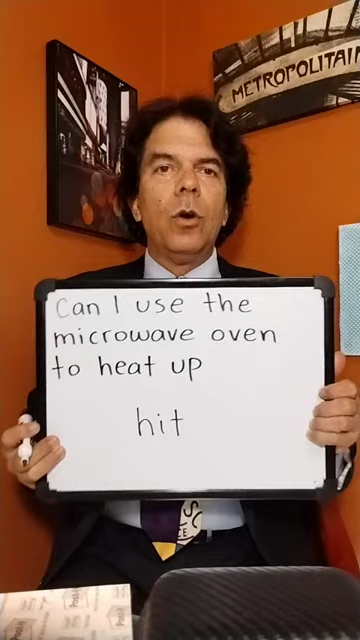 METROPOLITAIN
Can I use the
microwave oven
to heat up
hit